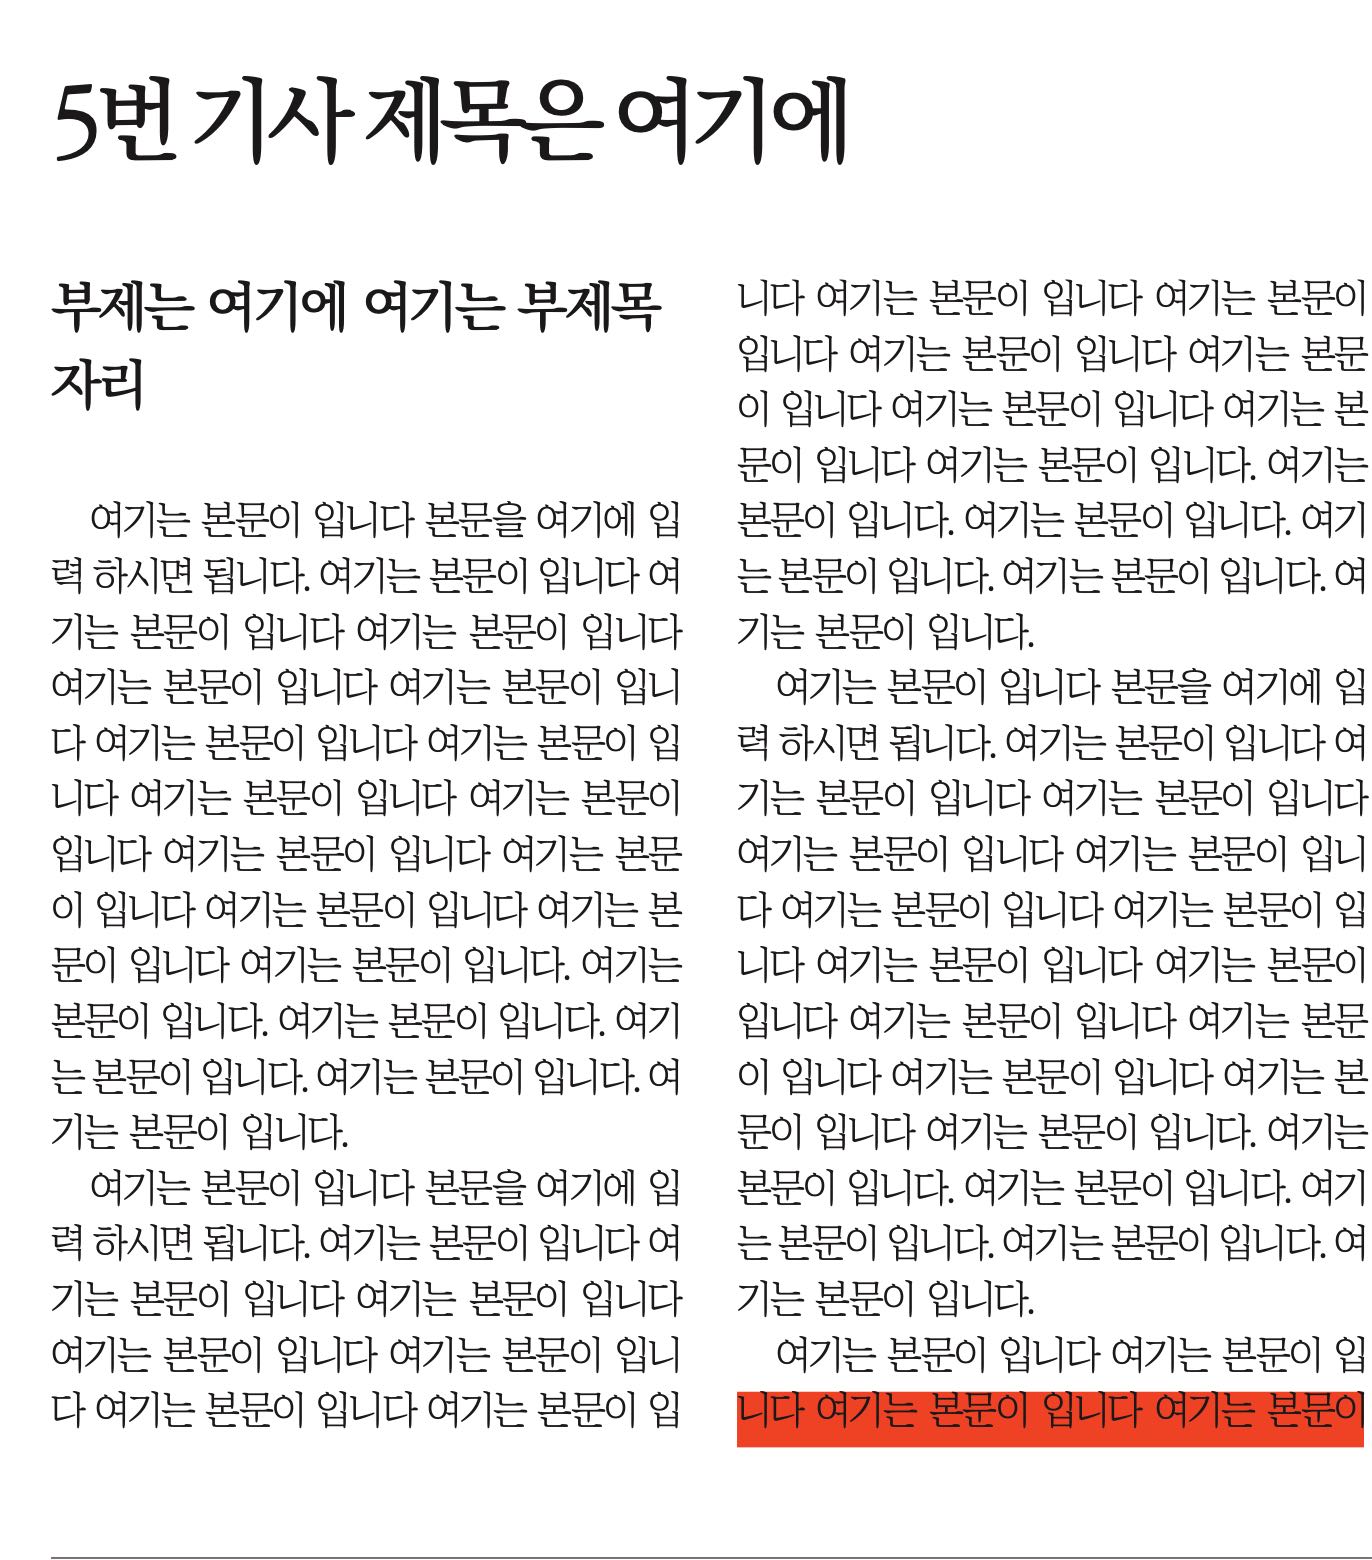 5번 기사 제목은 여기에
부제는 여기에 여기는 부제목
자리
여기는 본문이 입니다 본문을 여기에 입
력 하시면 됩니다. 여기는 본문이 입니다 여
기는 본문이 입니다 여기는 본문이 입니다
여기는 본문이 입니다 여기는 본문이 입니
다 여기는 본문이 입니다 여기는 본문이 입
니다 여기는 본문이 입니다 여기는 본문이
입니다 여기는 본문이 입니다 여기는 본문
이 입니다 여기는 본문이 입니다 여기는 본
문이 입니다 여기는 본문이 입니다. 여기는
본문이 입니다. 여기는 본문이 입니다. 여기
는 본문이 입니다. 여기는 본문이 입니다. 여
기는 본문이 입니다.
여기는 본문이 입니다 본문을 여기에 입
력 하시면 됩니다. 여기는 본문이 입니다 여
기는 본문이 입니다 여기는 본문이 입니다
여기는 본문이 입니다 여기는 본문이 입니
다 여기는 본문이 입니다 여기는 본문이 입
니다 여기는 본문이 입니다 여기는 본문이
입니다 여기는 본문이 입니다 여기는 본문
이 입니다 여기는 본문이 입니다 여기는 본
문이 입니다 여기는 본문이 입니다. 여기는
본문이 입니다. 여기는 본문이 입니다. 여기
는 본문이 입니다. 여기는 본문이 입니다. 여
기는 본문이 입니다.
여기는 본문이 입니다 본문을 여기에 입
력 하시면 됩니다. 여기는 본문이 입니다 여
기는 본문이 입니다 여기는 본문이 입니다
여기는 본문이 입니다 여기는 본문이 입니
다 여기는 본문이 입니다 여기는 본문이 입
니다 여기는 본문이 입니다 여기는 본문이
입니다 여기는 본문이 입니다 여기는 본문
이 입니다 여기는 본문이 입니다 여기는 본
문이 입니다 여기는 본문이 입니다. 여기는
본문이 입니다. 여기는 본문이 입니다. 여기
는 본문이 입니다. 여기는 본문이 입니다. 여
기는 본문이 입니다.
여기는 본문이 입니다 여기는 본문이 입
니다 여기는 본문이 입니다 여기는 본문이